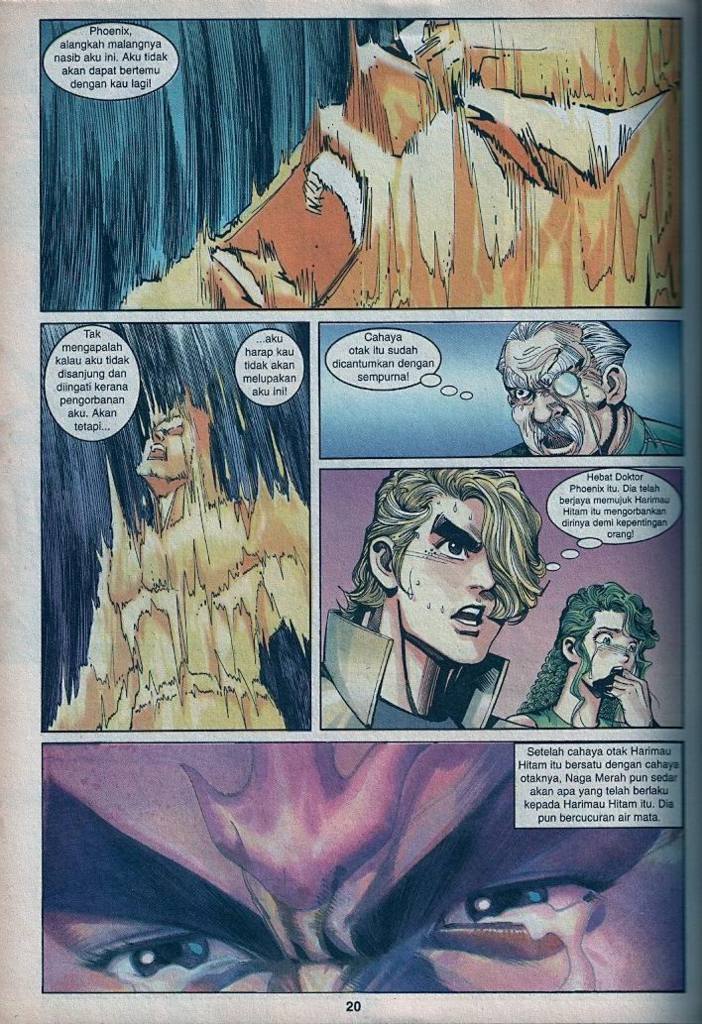 Phoenix,
alangkah malangnya
nasib aku ini. Aku tidak
akan dapat bertemu
dengan kau lagi!
Tak
mengapalah
kalau aku tidak
disanjung dan
diingati kerana
pengorbanan
aku. Akan
tetapi...
...aku
harap kau
tidak akan
melupakan
aku ini!
Cahaya
otak itu sudah
dicantumkan dengan
sempurna!
Hebat Doktor
Phoenix itu. Dia telah
berjaya memujuk Harimau
Hitam itu mengorbankan
dirinya demi kepentingan
orang!
Setelah cahaya otak Harimau
Hitam itu bersatu dengan cahaya
otaknya, Naga Merah pun sedar
akan apa yang telah berlaku
kepada Harimau Hitam itu. Dia
pun bercucuran air mata.
20